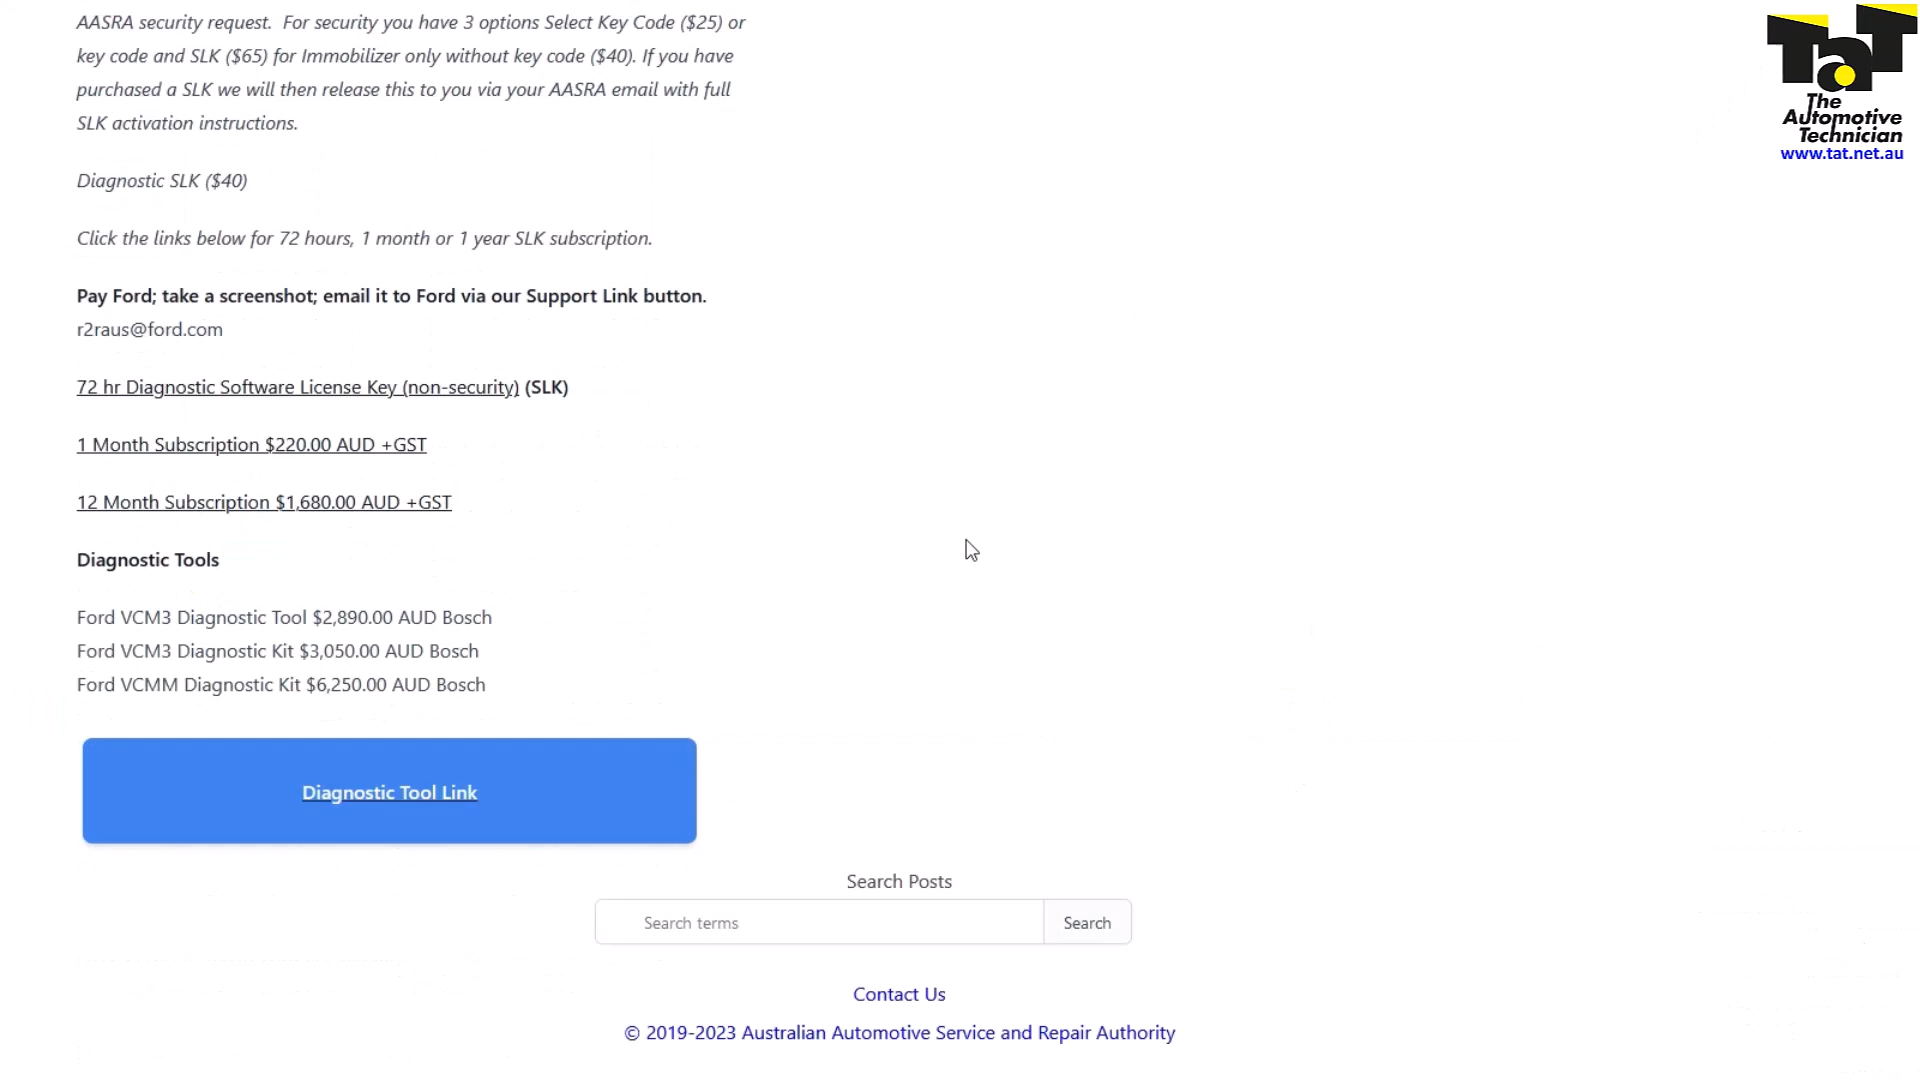 AASRA security request.  For security you have 3 options Select Key Code ($25) or
key code and SLK ($65) for Immobilizer only without key code ($40). If you have
purchased a SLK we will then release this to you via your AASRA email with full
SLK activation instructions.
Diagnostic SLK ($40)
Click the links below for 72 hours, 1 month or 1 year SLK subscription.
Pay Ford; take a screenshot; email it to Ford via our Support Link button.
r2raus@ford.com
72 hr Diagnostic Software License Key (non-security) (SLK)
1 Month Subscription $220.00 AUD +GST
12 Month Subscription $1,680.00 AUD +GST
Diagnostic Tools
Ford VCM3 Diagnostic Tool $2,890.00 AUD Bosch
Ford VCM3 Diagnostic Kit $3,050.00 AUD Bosch
Ford VCMM Diagnostic Kit $6,250.00 AUD Bosch
Diagnostic Tool Link
Search Posts
Search terms
Search
Contact Us
© 2019-2023 Australian Automotive Service and Repair Authority
TaT
The
Automotive
Technician
www.tat.net.au